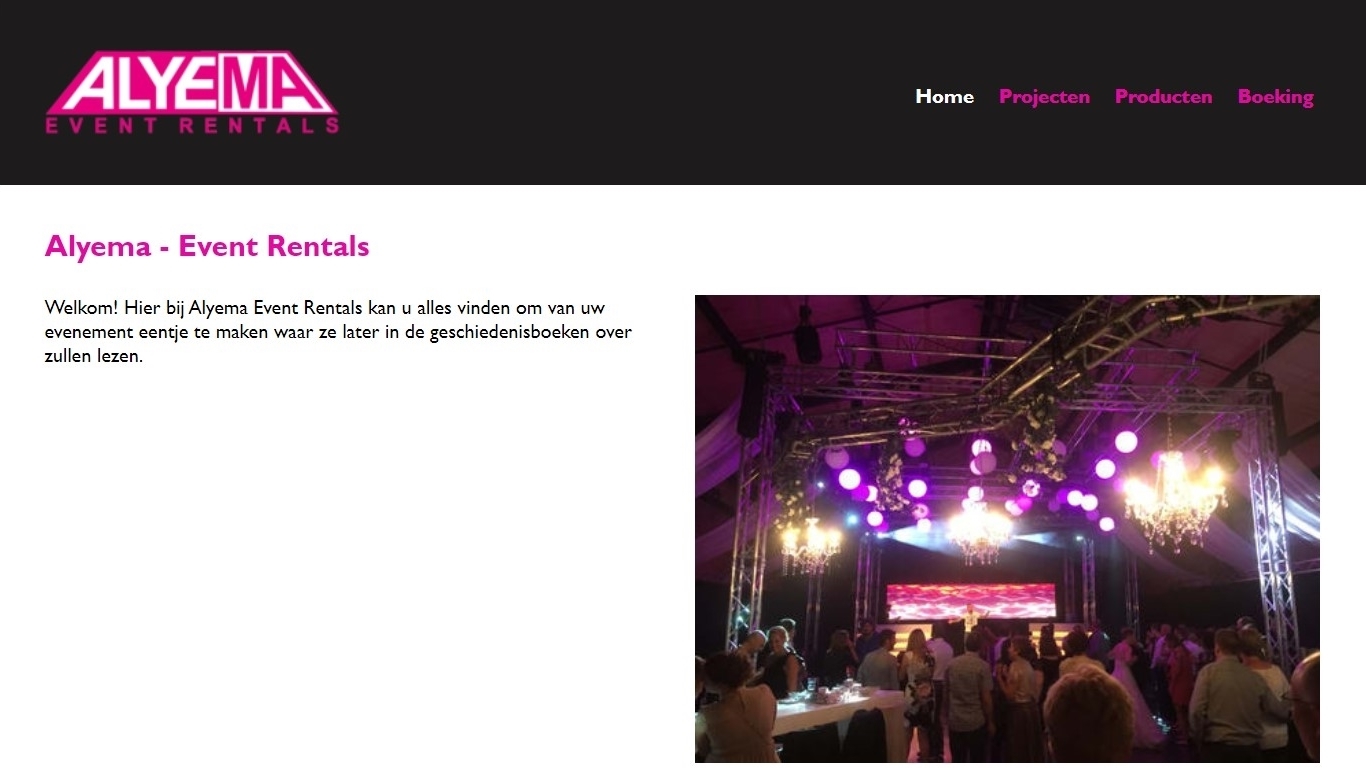 ALYEMA
EVENT RENTALS
Home Projecten Producten Boeking
Alyema - Event Rentals
Welkom! Hier bij Alyema Event Rentals kan u alles vinden om van uw
evenement eentje te maken waar ze later in de geschiedenisboeken over
zullen lezen.